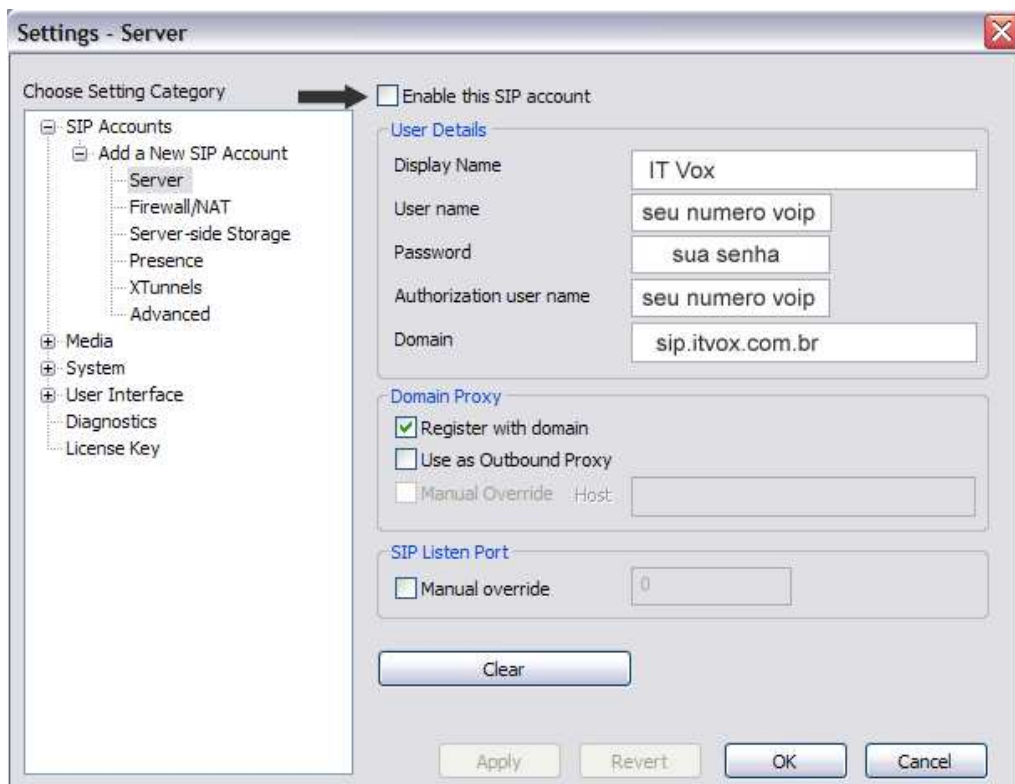 Settings - Server
Choose Setting Category
SIP Accounts
Add a New SIP Account
Server
Firewall/NAT
Server-side Storage
Presence
XTunnels
Advanced
Media
System
User Interface
Diagnostics
License Key
Enable this SIP account
User Details
Display Name IT Vox
User name seu numero voip
Password sua senha
Authorization user name seu numero voip
Domain sip.itvox.com.br
Domain Proxy
Register with domain
Use as Outbound Proxy
Manual Override Host
SIP Listen Port
Manual override 0
Clear
Apply Revert OK Cancel